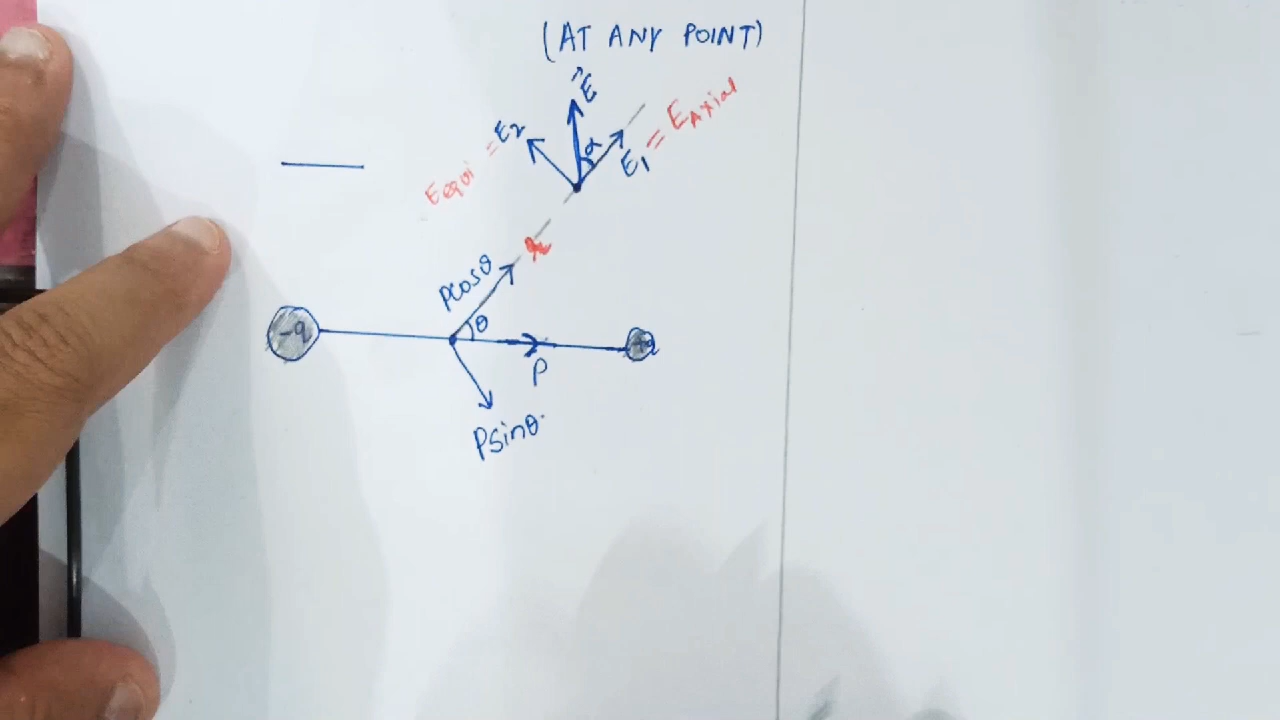 (AT ANY POINT)
E
Eequi = E2
α
E1 = EAxial
r
Pcosθ
θ
-q
+q
P
Psinθ